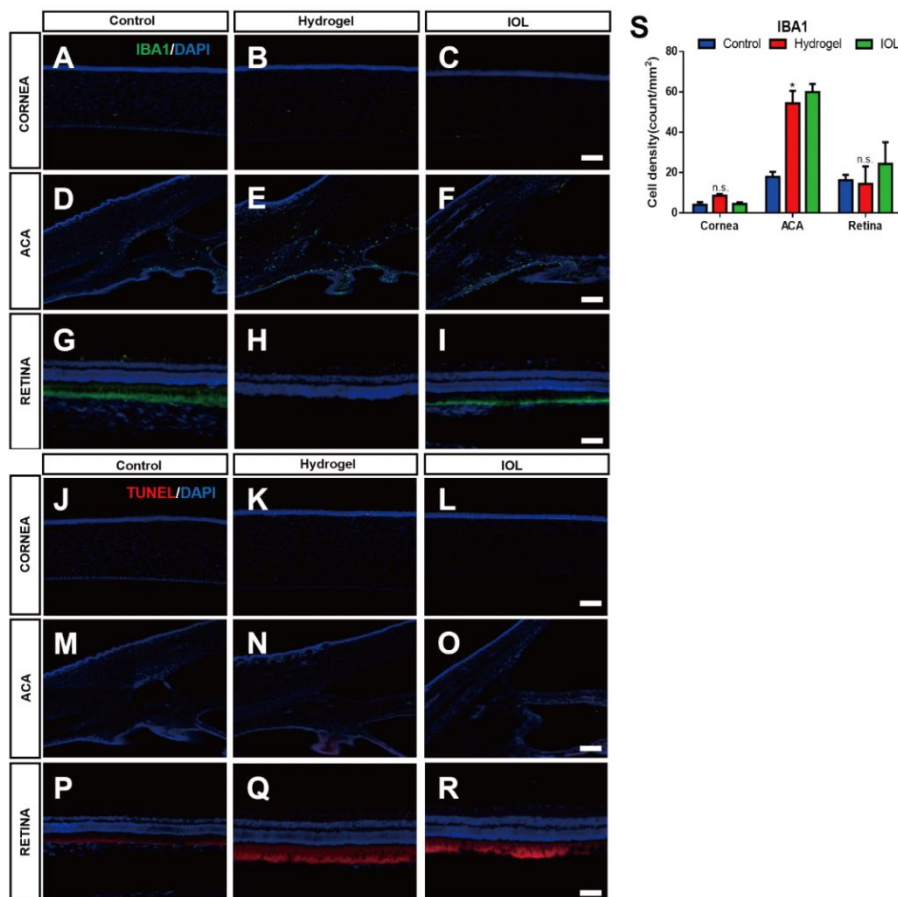 Control Hydrogel IOL
CORNEA
A IBA1/DAPI B C
ACA
D E F
RETINA
G H I
Control Hydrogel IOL
CORNEA
J TUNEL/DAPI K L
ACA
M N O
RETINA
P Q R
S
IBA1
Control Hydrogel IOL
Cell density(count/mm²)
80
60
40
20
0
n.s.
*
n.s.
Cornea ACA Retina